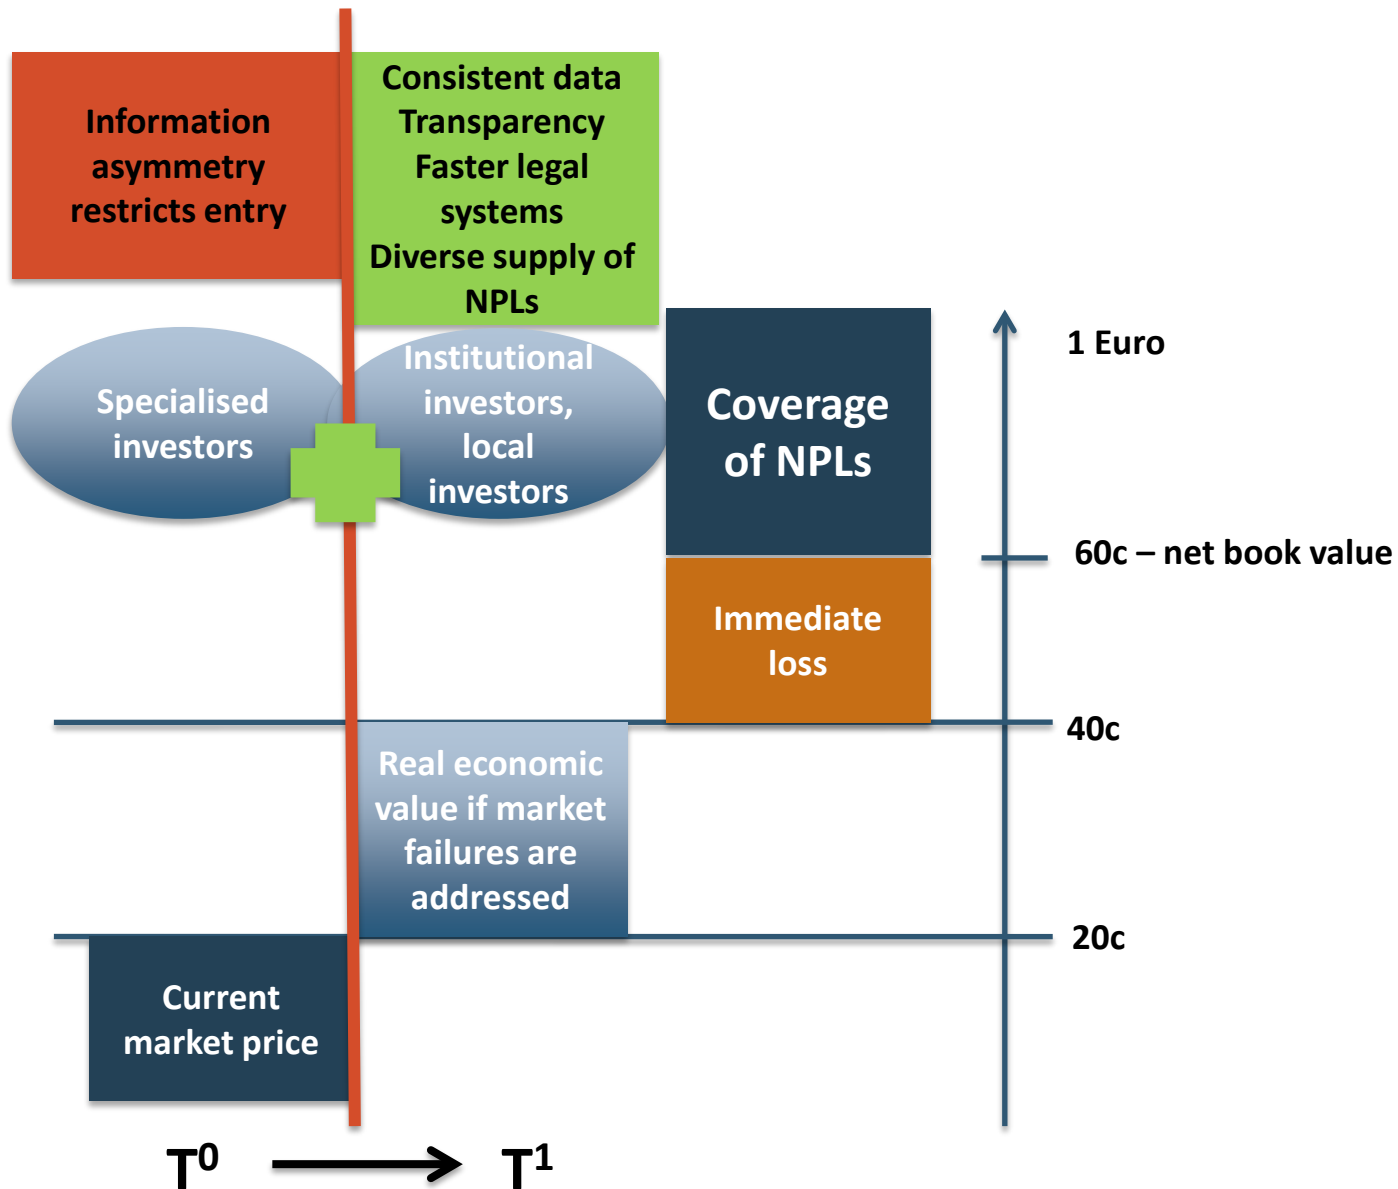 Information
asymmetry
restricts entry
Consistent data
Transparency
Faster legal
systems
Diverse supply of
NPLs
Specialised
investors
Institutional
investors,
local
investors
Coverage
of NPLs
1 Euro
60c – net book value
Immediate
loss
40c
Real economic
value if market
failures are
addressed
20c
Current
market price
T⁰
T¹